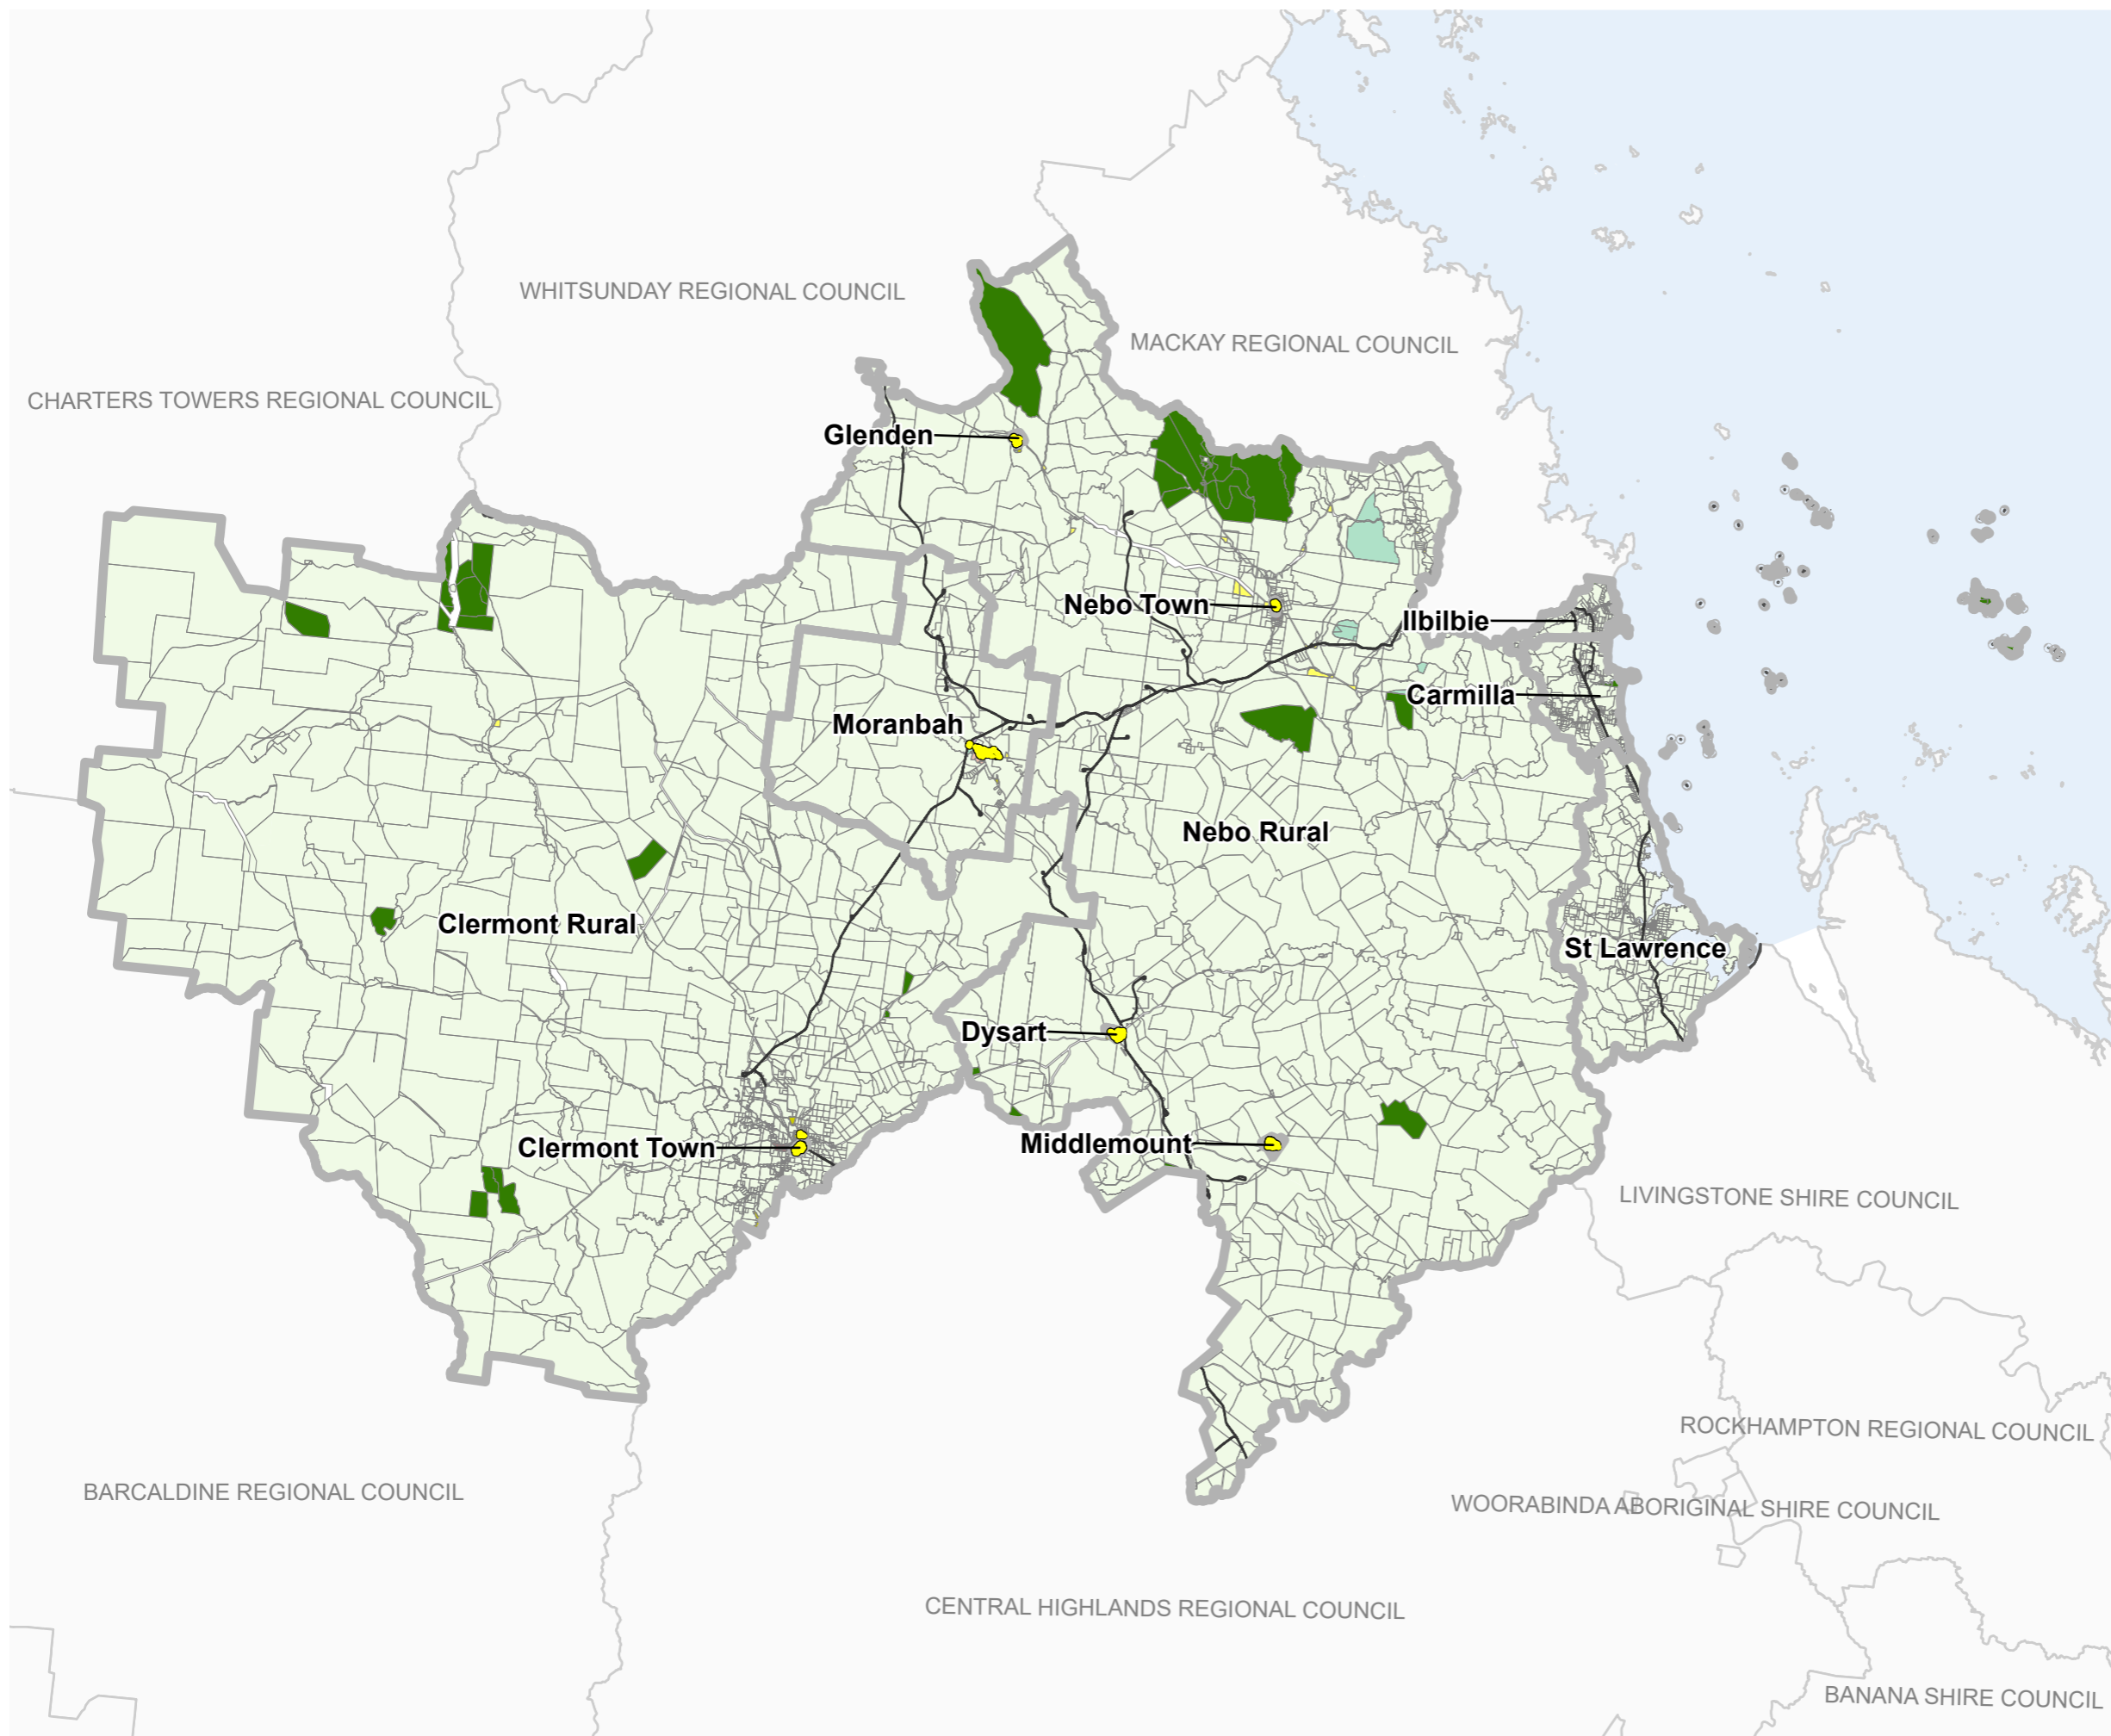 WHITSUNDAY REGIONAL COUNCIL
MACKAY REGIONAL COUNCIL
CHARTERS TOWERS REGIONAL COUNCIL
Glenden
Nebo Town
Ilbilbie
Carmilla
Moranbah
Nebo Rural
Clermont Rural
St Lawrence
Dysart
Middlemount
Clermont Town
LIVINGSTONE SHIRE COUNCIL
ROCKHAMPTON REGIONAL COUNCIL
BARCALDINE REGIONAL COUNCIL
WOORABINDA ABORIGINAL SHIRE COUNCIL
CENTRAL HIGHLANDS REGIONAL COUNCIL
BANANA SHIRE COUNCIL